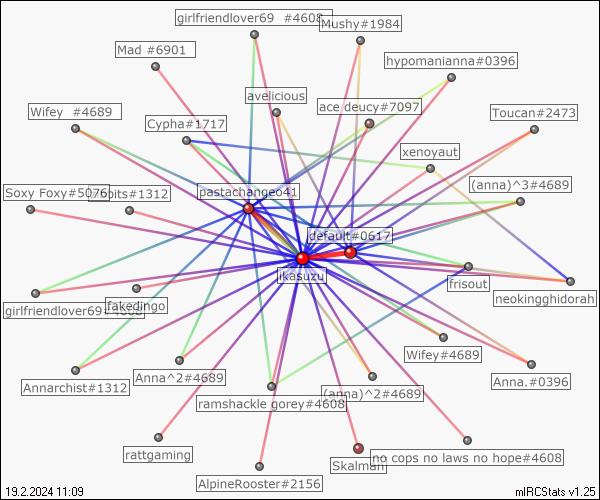 girlfriendlover69 #4608
Mushy#1984
Mad #6901
hypomanianna#0396
avelicious
ace deucy#7097
Wifey #4689
Cypha#1717
Toucan#2473
xenoyaut
Soxy Foxy#5076
bits#1312
pastachange041
(anna)^3#4689
default#0617
ikasuzu
girlfriendlover69
fakedingo
frisout
neokingghidorah
Wifey#4689
Annarchist#1312
Anna^2#4689
ramshackle gorey#4608
(anna)^2#4689
Anna.#0396
rattgaming
AlpineRooster#2156
Skalman
no cops no laws no hope#4608
19.2.2024 11:09
mIRCStats v1.25